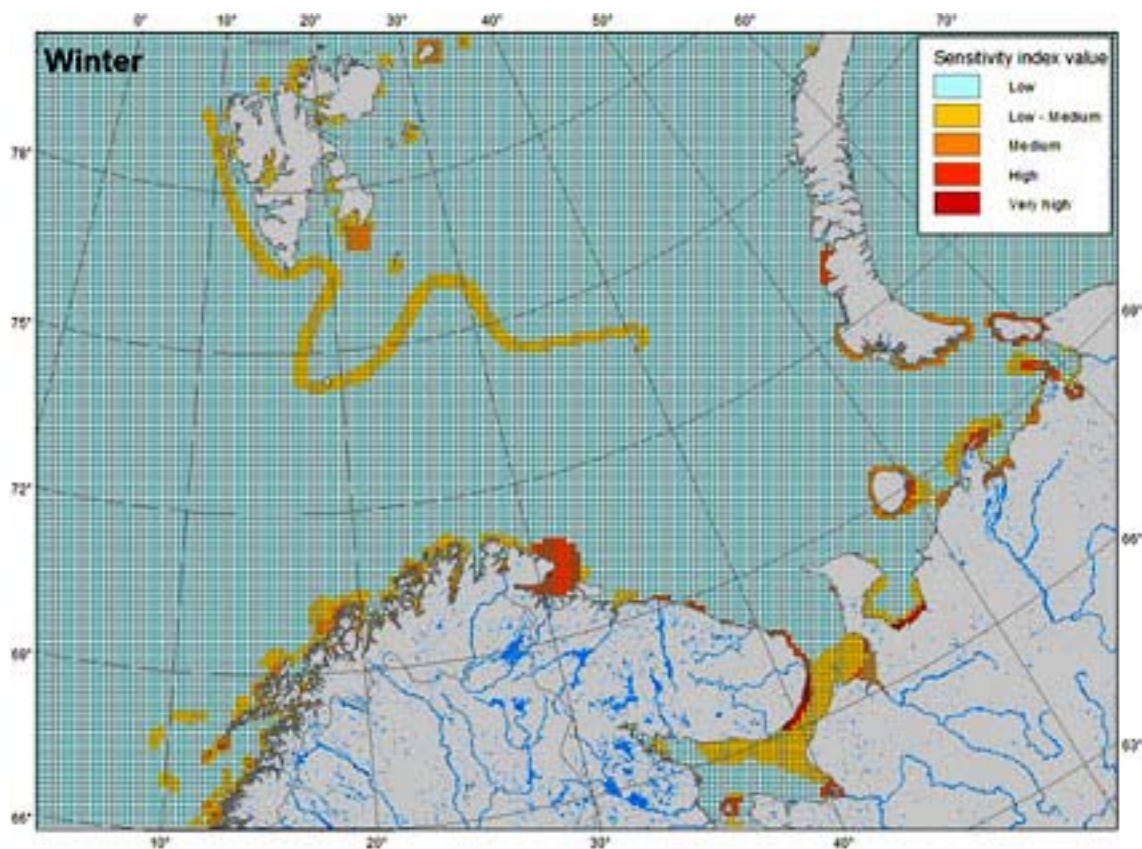 0° 10° 20° 30° 40° 50° 60° 70°
Winter
Sensitivity index value
Low
Low - Medium
Medium
High
Very high
78°
75°
69°
72°
66°
69°
63°
66°
10° 20° 30° 40°